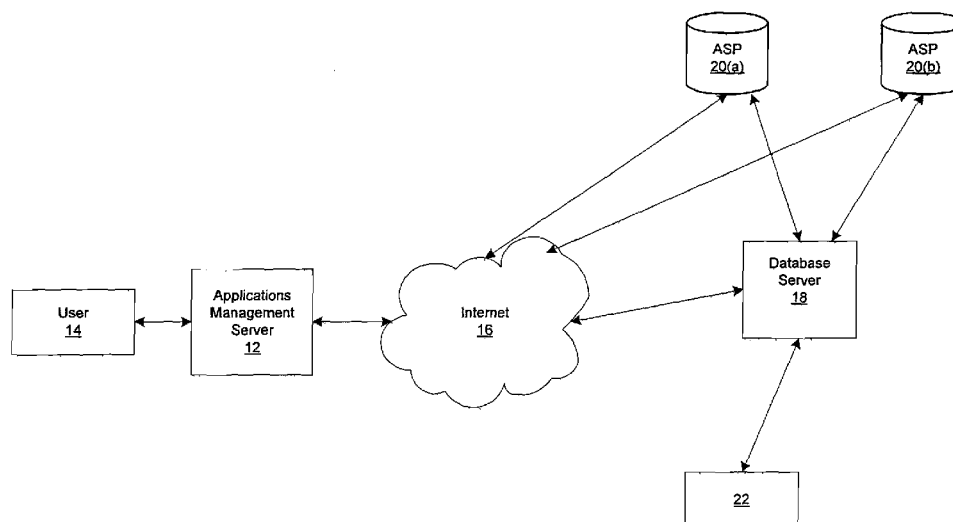 ASP
20(a)
ASP
20(b)
Database
Server
18
Applications
Management
Server
12
User
14
Internet
16
22